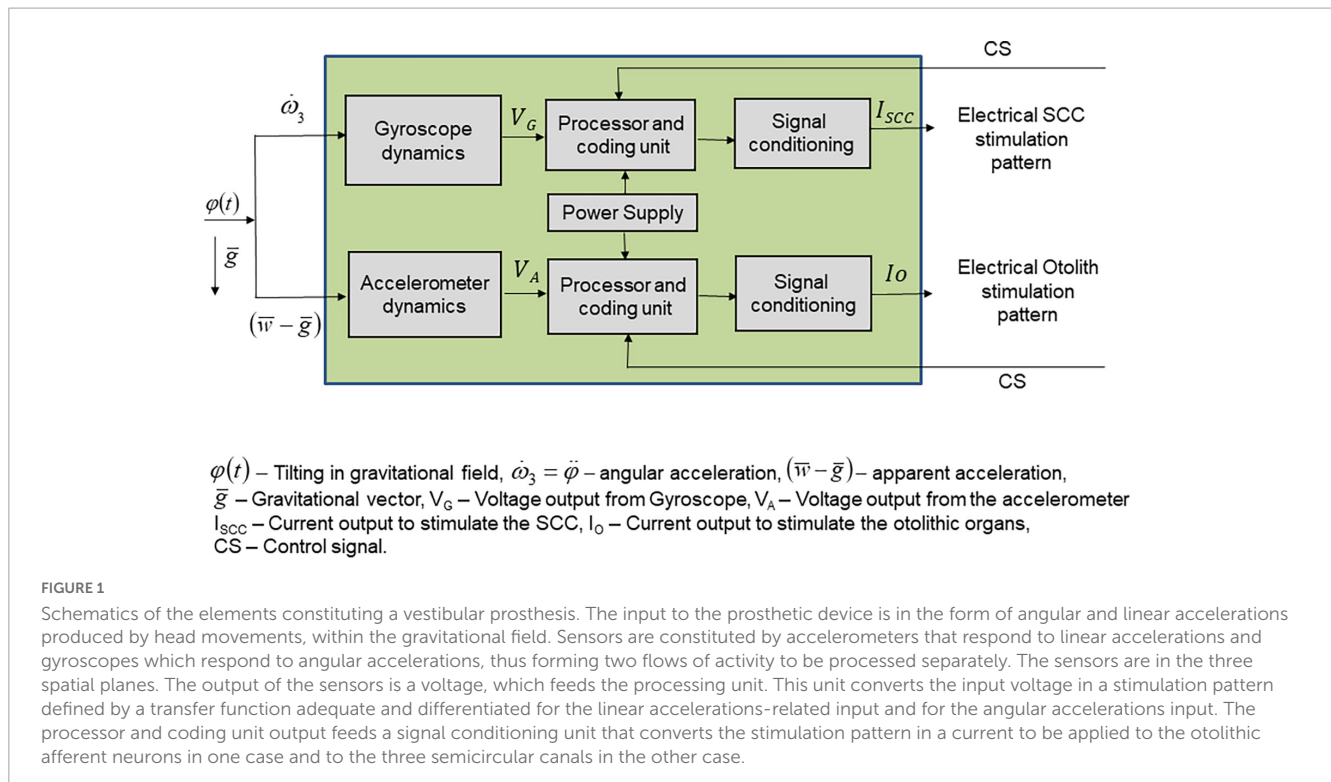 CS
ω̇₃
Gyroscope
dynamics
V_G
Processor and
coding unit
Signal
conditioning
I_SCC
Electrical SCC
stimulation
pattern
φ(t)
g̅
Power Supply
(w̅ − g̅)
Accelerometer
dynamics
V_A
Processor and
coding unit
Signal
conditioning
Io
Electrical Otolith
stimulation
pattern
CS
φ(t) – Tilting in gravitational field, ω̇₃ = φ̈ – angular acceleration, (w̅ − g̅) – apparent acceleration,
g̅ – Gravitational vector, V_G – Voltage output from Gyroscope, V_A – Voltage output from the accelerometer
I_SCC – Current output to stimulate the SCC, I_O – Current output to stimulate the otolithic organs,
CS – Control signal.
FIGURE 1
Schematics of the elements constituting a vestibular prosthesis. The input to the prosthetic device is in the form of angular and linear accelerations
produced by head movements, within the gravitational field. Sensors are constituted by accelerometers that respond to linear accelerations and
gyroscopes which respond to angular accelerations, thus forming two flows of activity to be processed separately. The sensors are in the three
spatial planes. The output of the sensors is a voltage, which feeds the processing unit. This unit converts the input voltage in a stimulation pattern
defined by a transfer function adequate and differentiated for the linear accelerations-related input and for the angular accelerations input. The
processor and coding unit output feeds a signal conditioning unit that converts the stimulation pattern in a current to be applied to the otolithic
afferent neurons in one case and to the three semicircular canals in the other case.